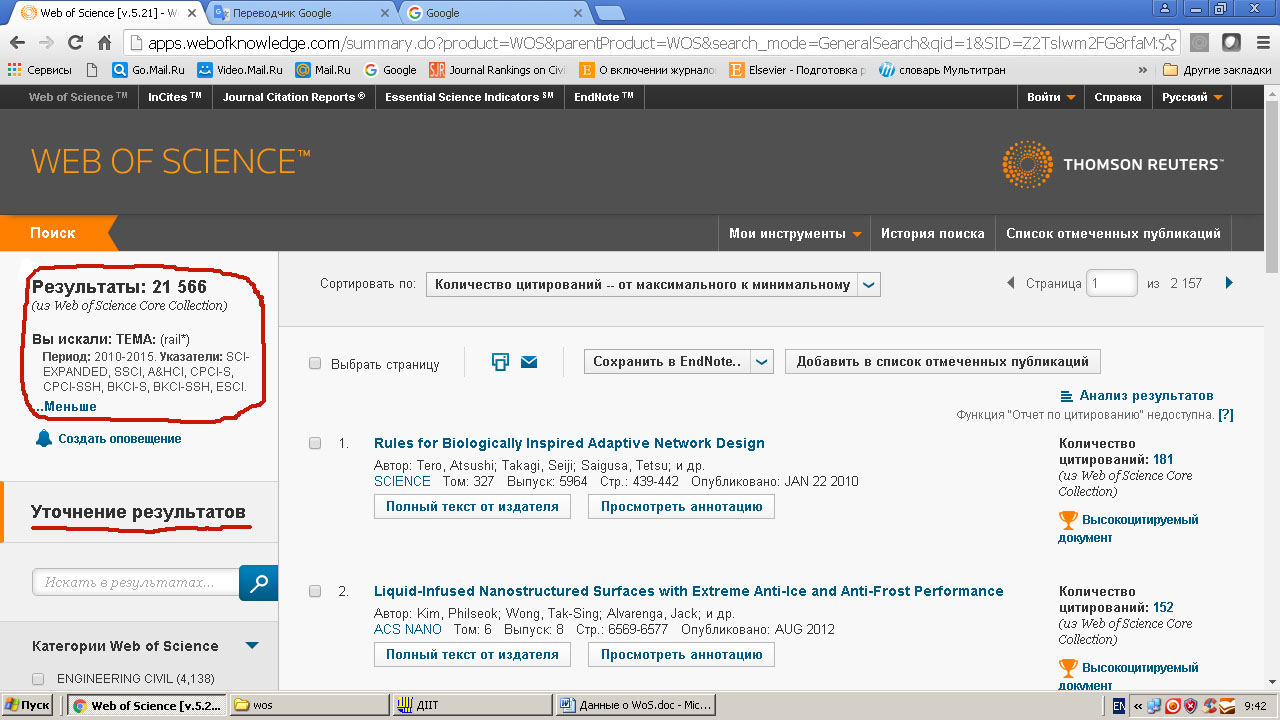 Web of Science [v.5.21] - W
Переводчик Google
Google
apps.webofknowledge.com/summary.do?product=WOS&parentProduct=WOS&search_mode=GeneralSearch&qid=1&SID=Z2Tslwm2FG8rfaM
Сервисы
Go.Mail.Ru
Video.Mail.Ru
Mail.Ru
Google
Journal Rankings on Civi
О включении журнало
Elsevier - Подготовка р
словарь Мультитран
»
Другие закладки
Web of Science ™
InCites ™
Journal Citation Reports ®
Essential Science Indicators ℠
EndNote ™
Войти
Справка
Русский
WEB OF SCIENCE™
THOMSON REUTERS™
Поиск
Мои инструменты
История поиска
Список отмеченных публикаций
Результаты: 21 566
(из Web of Science Core Collection)
Вы искали: ТЕМА: (rail*)
Период: 2010-2015. Указатели: SCI-
EXPANDED, SSCI, A&HCI, CPCI-S,
CPCI-SSH, BKCI-S, BKCI-SSH, ESCI.
...Меньше
Создать оповещение
Уточнение результатов
Искать в результатах...
Категории Web of Science
ENGINEERING CIVIL (4,138)
Сортировать по:
Количество цитирований -- от максимального к минимальному
Страница
1
из 2 157
Выбрать страницу
Сохранить в EndNote..
Добавить в список отмеченных публикаций
Анализ результатов
Функция "Отчет по цитированию" недоступна. [?]
1.
Rules for Biologically Inspired Adaptive Network Design
Автор: Tero, Atsushi; Takagi, Seiji; Saigusa, Tetsu; и др.
SCIENCE Том: 327 Выпуск: 5964 Стр.: 439-442 Опубликовано: JAN 22 2010
Полный текст от издателя
Просмотреть аннотацию
Количество
цитирований: 181
(из Web of Science Core
Collection)
Высокоцитируемый
документ
2.
Liquid-Infused Nanostructured Surfaces with Extreme Anti-Ice and Anti-Frost Performance
Автор: Kim, Philseok; Wong, Tak-Sing; Alvarenga, Jack; и др.
ACS NANO Том: 6 Выпуск: 8 Стр.: 6569-6577 Опубликовано: AUG 2012
Полный текст от издателя
Просмотреть аннотацию
Количество
цитирований: 152
(из Web of Science Core
Collection)
Высокоцитируемый
документ
Пуск
Web of Science [v.5.2...
wos
ДІІТ
Данные о WoS.doc - Mic...
EN
«
9:42